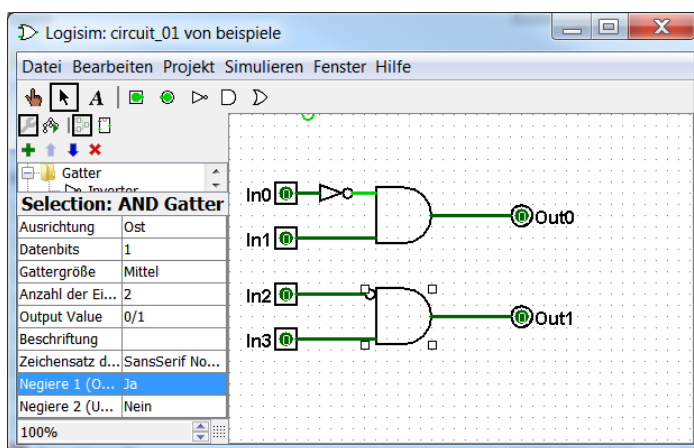 Logisim: circuit_01 von beispiele
Datei Bearbeiten Projekt Simulieren Fenster Hilfe
A
Gatter
Inverter
Selection: AND Gatter
Ausrichtung Ost
Datenbits 1
Gattergröße Mittel
Anzahl der Ei... 2
Output Value 0/1
Beschriftung
Zeichensatz d... SansSerif No...
Negiere 1 (O... Ja
Negiere 2 (U... Nein
100%
In0 0
0 Out0
In1 0
In2 0
0 Out1
In3 0